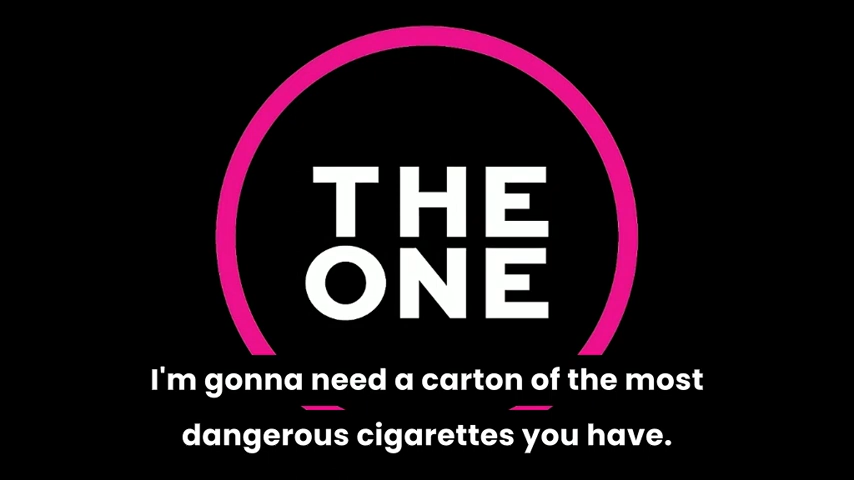 THE
ONE
I'm gonna need a carton of the most
dangerous cigarettes you have.